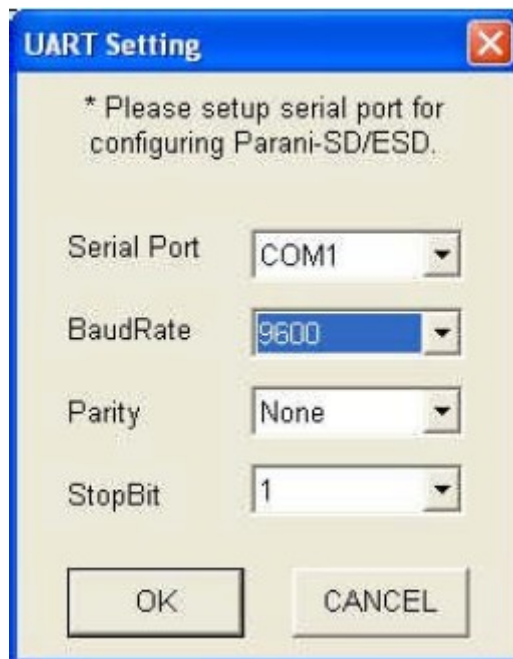 UART Setting
* Please setup serial port for
configuring Parani-SD/ESD.
Serial Port COM1
BaudRate 9600
Parity None
StopBit 1
OK CANCEL